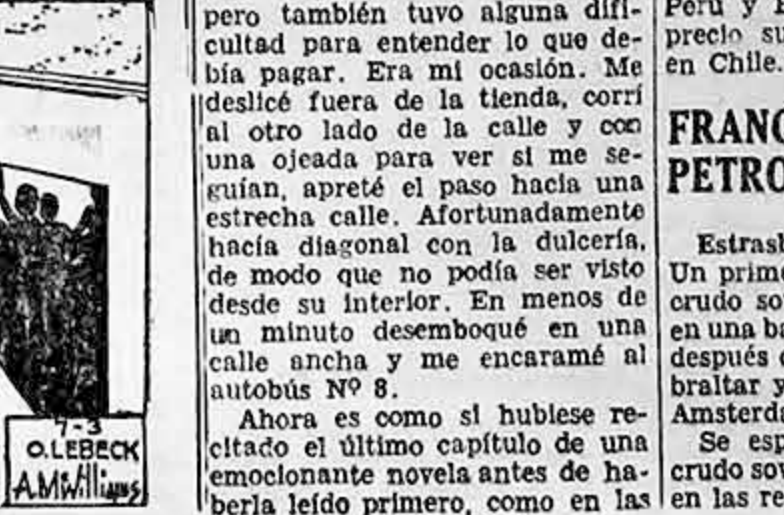 7-3
O. LEBECK
A. McWilliams
pero también tuvo alguna difi-
cultad para entender lo que de-
bía pagar. Era mi ocasión. Me
deslicé fuera de la tienda, corrí
al otro lado de la calle y con
una ojeada para ver si me se-
guían, apreté el paso hacia una
estrecha calle. Afortunadamente
hacía diagonal con la dulcería,
de modo que no podía ser visto
desde su interior. En menos de
un minuto desemboqué en una
calle ancha y me encaramé al
autobús Nº 8.
Ahora es como si hubiese re-
citado el último capítulo de una
emocionante novela antes de ha-
berla leído primero, como en las
Perú y
precio su
en Chile.
FRANC
PETRO
Estrasb
Un prime
crudo so
en una ba
después d
braltar y
Amsterd
Se esp
crudo sov
en las re